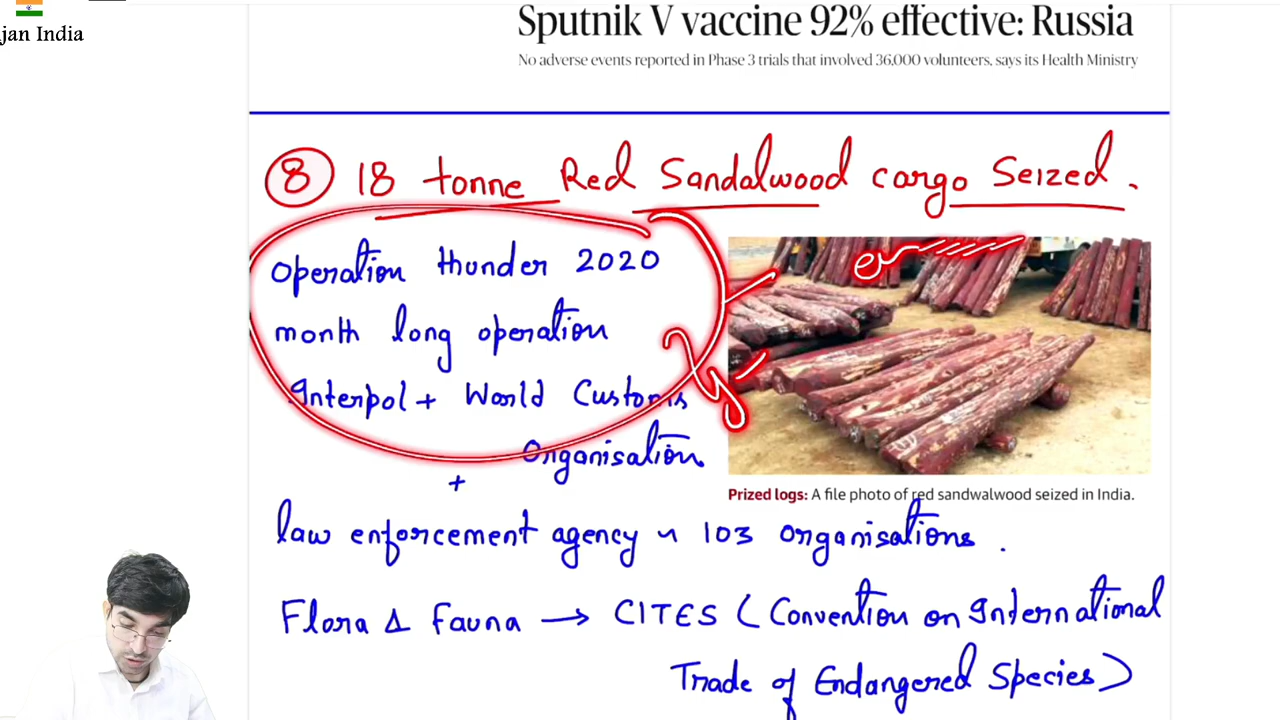 jan India
Sputnik V vaccine 92% effective: Russia
No adverse events reported in Phase 3 trials that involved 36,000 volunteers, says its Health Ministry
8 18 tonne Red Sandalwood cargo Seized.
Operation thunder 2020
month long operation
Interpol + World Customs
Organisation
+
law enforcement agency 103 organisations.
Prized logs: A file photo of red sandwalwood seized in India.
Flora & fauna → CITES (Convention on International
Trade of Endangered Species)